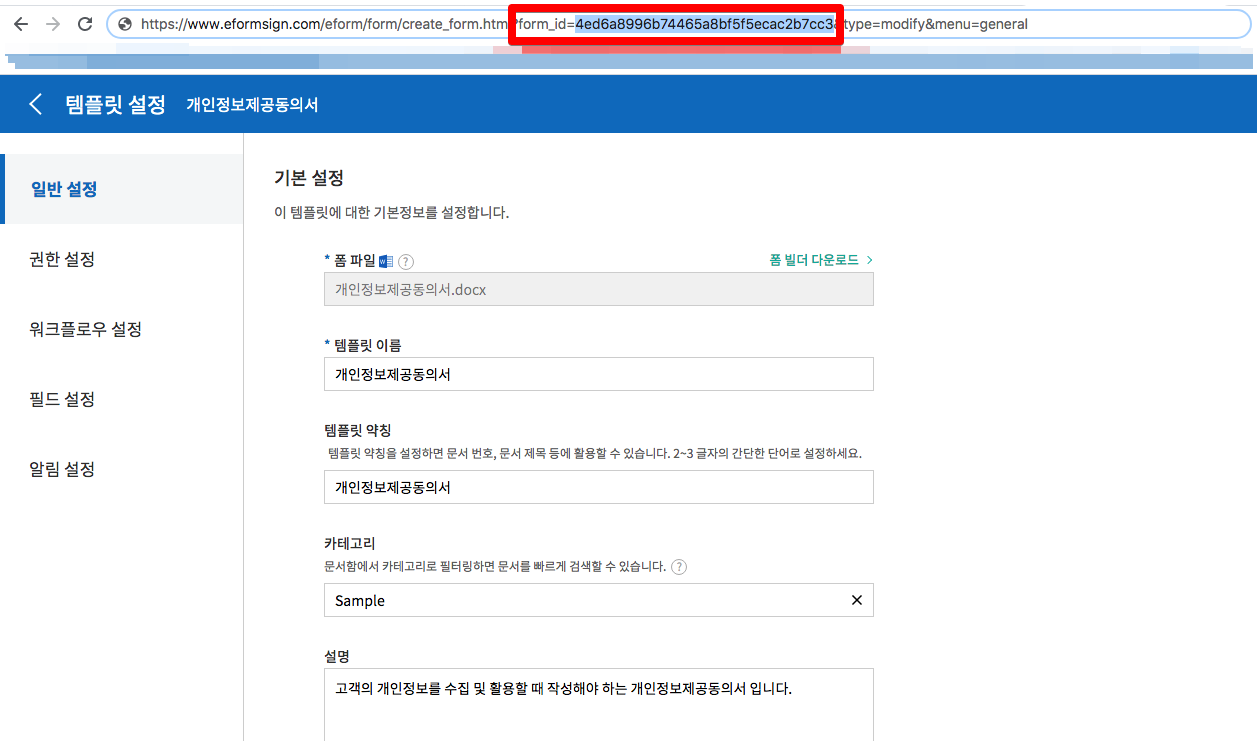 https://www.eformsign.com/eform/form/create_form.htm?form_id=4ed6a8996b74465a8bf5f5ecac2b7cc3&type=modify&menu=general
템플릿 설정 개인정보제공동의서
일반 설정
권한 설정
워크플로우 설정
필드 설정
알림 설정
기본 설정
이 템플릿에 대한 기본정보를 설정합니다.
* 폼 파일 ? 폼 빌더 다운로드 >
개인정보제공동의서.docx
* 템플릿 이름
개인정보제공동의서
템플릿 약칭
템플릿 약칭을 설정하면 문서 번호, 문서 제목 등에 활용할 수 있습니다. 2~3 글자의 간단한 단어로 설정하세요.
개인정보제공동의서
카테고리
문서함에서 카테고리로 필터링하면 문서를 빠르게 검색할 수 있습니다. ?
Sample
설명
고객의 개인정보를 수집 및 활용할 때 작성해야 하는 개인정보제공동의서 입니다.